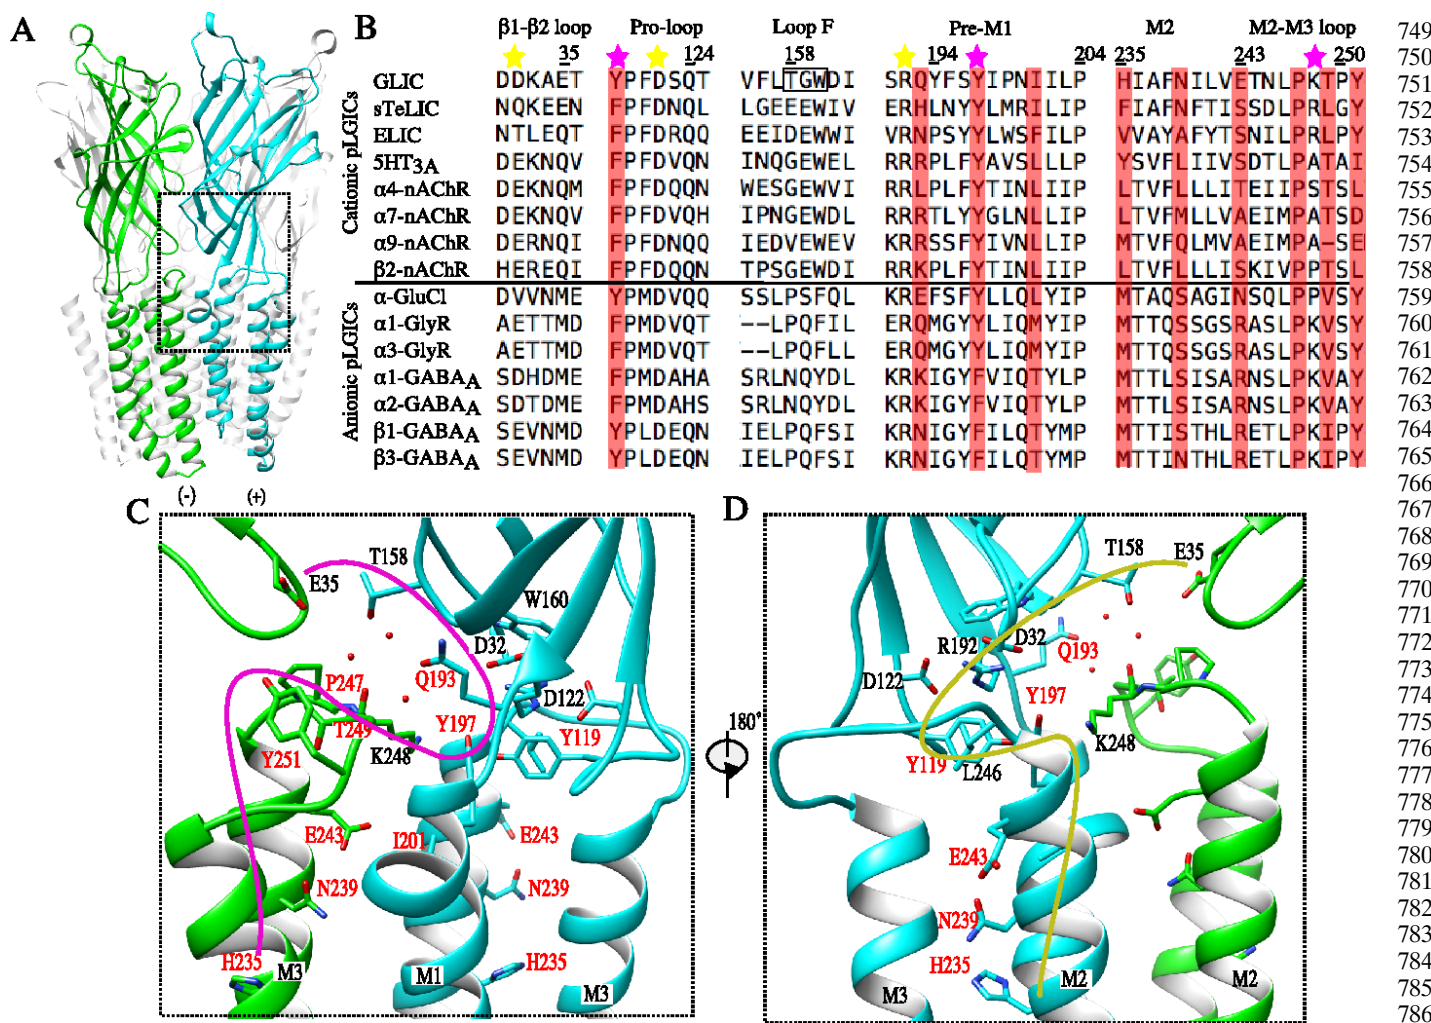 A
B
β1-β2 loop Pro-loop Loop F Pre-M1 M2 M2-M3 loop
35 124 158 194 204 235 243 250
Cationic pLGICs
GLIC DDKAET YPFDSQT VFLTGWDI SRQYFSYIPNIILP HIAFNILVETNLPKTPY
sTeLIC NQKEEN FPFDNQL LGEEEWIV ERHLNYYLMRILILP FIAFNFTISSDLPRLGY
ELIC NTLEQT FPFDRQQ EEIDEWWI VRNPSYYLWSFILP VVAYAFYTSNILPRLPY
5HT3A DEKNQV FPFDVQN INQGEWEL RRRPLFYAVSLLLP YSVFLIIVSDTLPATAI
α4-nAChR DEKNQM FPFDVQN WESGEWVI RRLPLFYTINLIIP LTVFLLLITEIIPSTSL
α7-nAChR DEKNQV FPFDVQH IPNGEWDL RRRTLYYGLNLLIP LTVFMLLVAEIMPATSD
α9-nAChR DERNQI FPFDNQQ IEDVEWEV RRRSSFYIVNLLIP MTVFQLMVAEIMPA-SE
β2-nAChR HEREQI FPFDQQN TPSGEWDI RRKPLFYTINLIIP LTVFLLLISKIVPPTSL
Anionic pLGICs
α-GluCl DVVNME YPMDVQQ SSLPSFQL KREFSFYLLQLYIP MTAQSAGINSQLPPVSY
α1-GlyR AETTMD FPMDVQT --LPQFIL ERQMGYYLIQMYIP MTTQSSGSRASLPKVSY
α3-GlyR AETTMD FPMDVQT --LPQFLL ERQMGYYLIQMYIP MTTQSSGSRASLPKVSY
α1-GABAA SDHDME FPMDAHA SRLNQYDL KRKIGYFVIQTYLP MTTLSISARNSLPKVAY
α2-GABAA SDTDME FPMDAHS SRLNQYDL KRKIGYFVIQTYLP MTTLSISARNSLPKVAY
β1-GABAA SEVNMD YPLDEQN IELPQFSI KRNIGYFILQTYMP MTTISTHLRETLPKIPY
β3-GABAA SEVNMD YPLDEQN IELPQFSI KRNIGYFILQTYMP MTTINTHLRETLPKIPY
(-) (+)
C
T158
E35
W160
D32
Q193
P247
D122
Y197
T249
Y119
K248
Y251
E243
I201
E243
N239
N239
H235
H235
M3
M1
M3
180°
D
T158
E35
R192
D32
Q193
D122
Y197
K248
Y119
L246
E243
N239
H235
M3
M2
M2
749
750
751
752
753
754
755
756
757
758
759
760
761
762
763
764
765
766
767
768
769
770
771
772
773
774
775
776
777
778
779
780
781
782
783
784
785
786